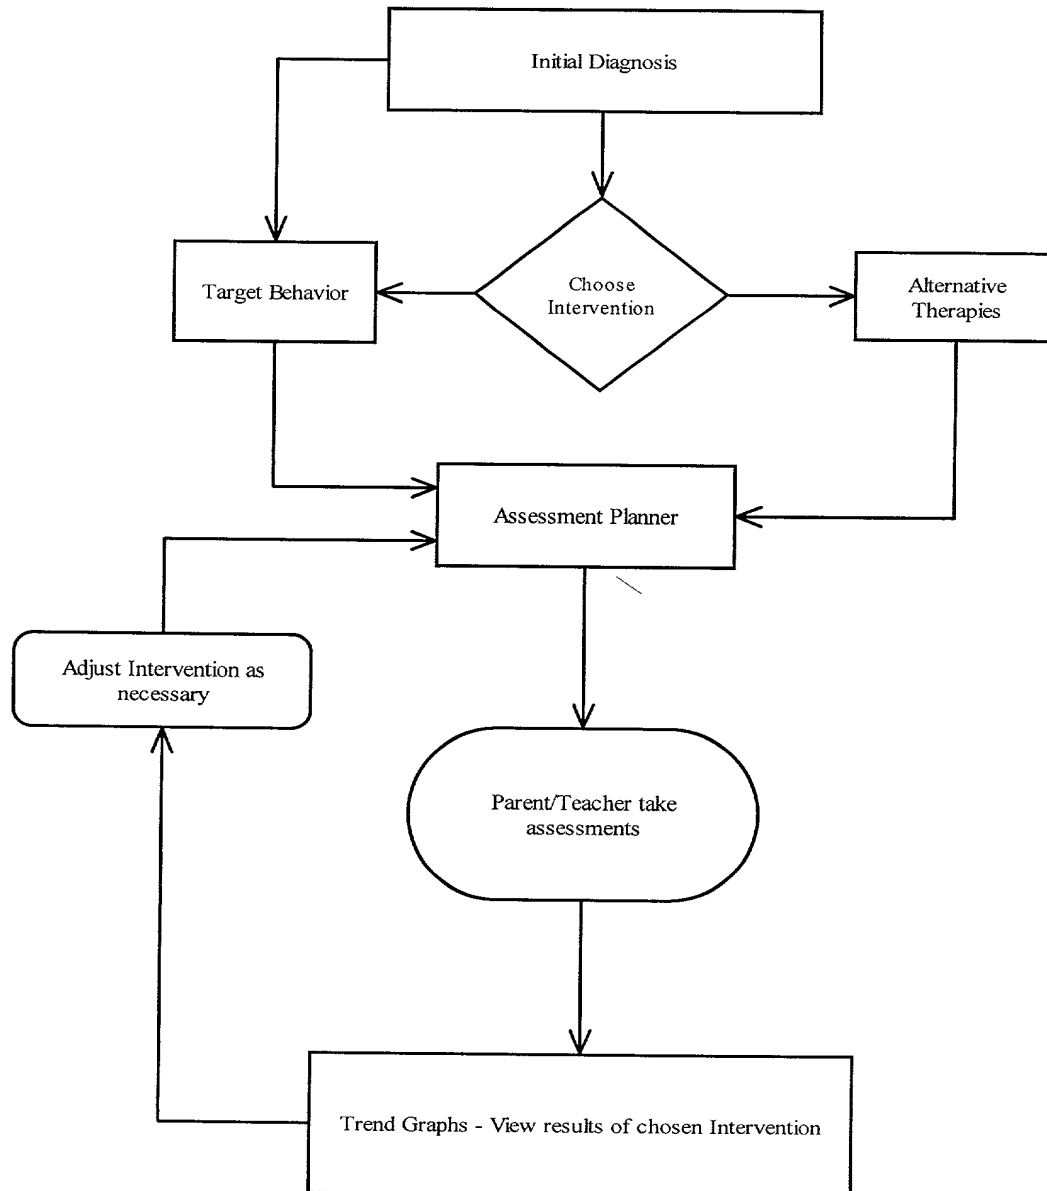 Initial Diagnosis
Target Behavior
Choose
Intervention
Alternative
Therapies
Assessment Planner
Adjust Intervention as
necessary
Parent/Teacher take
assessments
Trend Graphs - View results of chosen Intervention